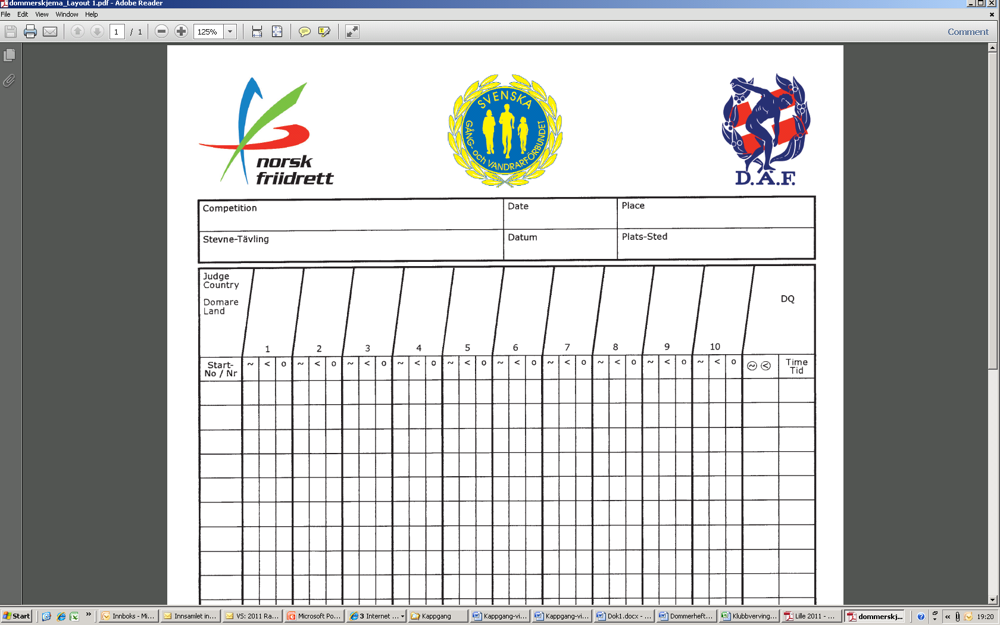 dommerskjema_Layout 1.pdf - Adobe Reader
File Edit View Window Help
1 / 1 125% Comment
SVENSKA
GÅNG- och VANDRARFÖRBUNDET
norsk
friidrett
D.A.F.
Competition Date Place
Stevne-Tävling Datum Plats-Sted
Judge
Country
Domare
Land
DQ
1 2 3 4 5 6 7 8 9 10
Start-
No / Nr
~ < o ~ < o ~ < o ~ < o ~ < o ~ < o ~ < o ~ < o ~ < o ~ < o ~ <
Time
Tid
Start » Innboks - Mi... Innsamlet in... VS: 2011 Ra... Microsoft Po... 3 Internet ... Kappgang Kappgang-vi... Kappgang-vi... Dok1.docx - ... Dommerheft... Klubbverving... Lille 2011 - ... dommerskj... « 19:20